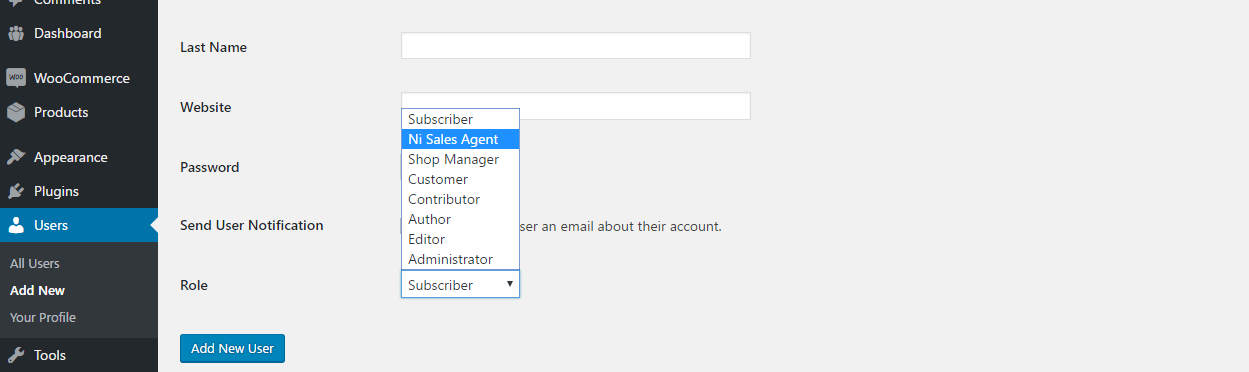 Comments
Dashboard
WOO
WooCommerce
Products
Appearance
Plugins
Users
All Users
Add New
Your Profile
Tools
Last Name
Website
Subscriber
Ni Sales Agent
Shop Manager
Customer
Contributor
Author
Editor
Administrator
Password
Send User Notification
ser an email about their account.
Role
Subscriber
Add New User